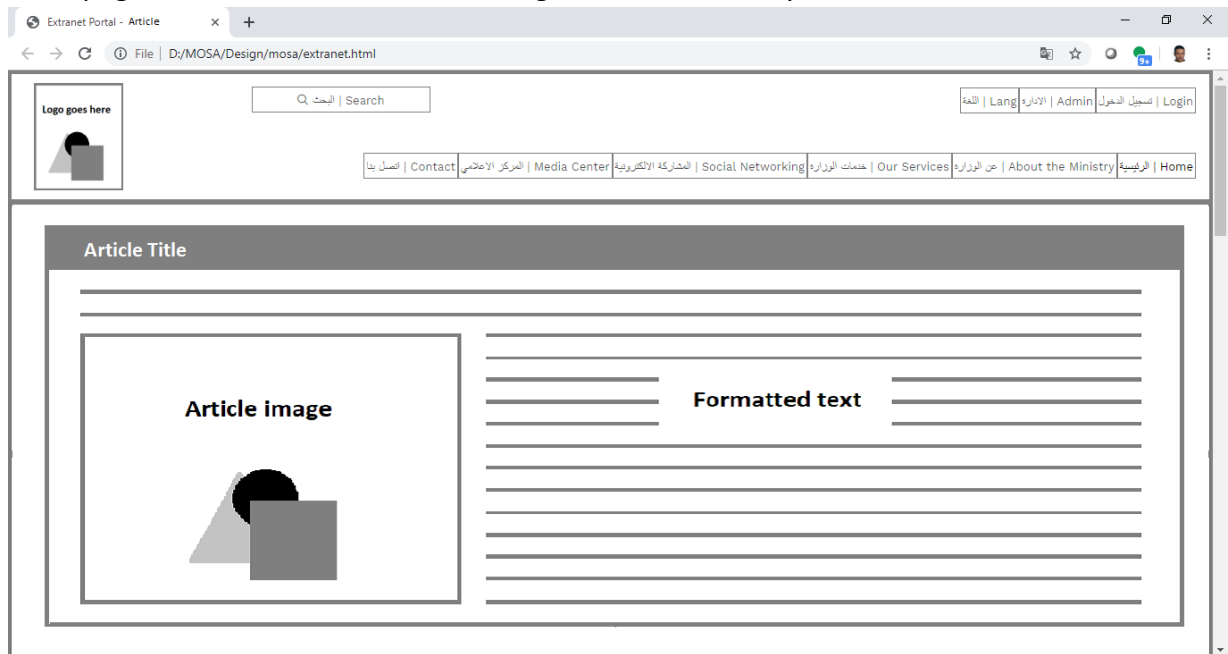 Extranet Portal - Article
File | D:/MOSA/Design/mosa/extranet.html
9+
Logo goes here
البحث | Search
اللغة | Lang
الادارة | Admin
تسجيل الدخول | Login
اتصل بنا | Contact
المركز الاعلامي | Media Center
المشاركة الالكترونية | Social Networking
خدمات الوزارة | Our Services
عن الوزارة | About the Ministry
الرئيسية | Home
Article Title
Article image
Formatted text